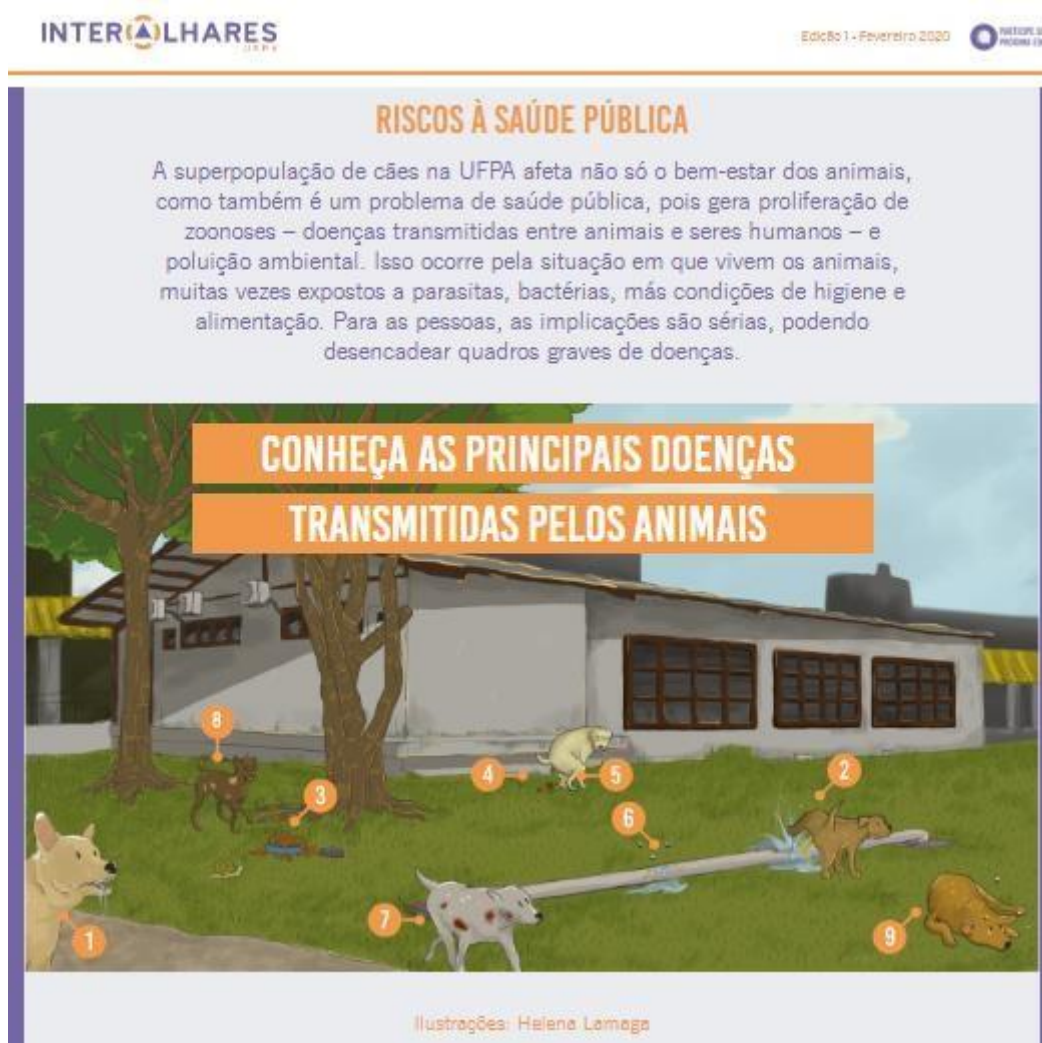 INTEROLHARES
UFPA
Edição 1 - Fevereiro 2020
PARTICIPE
PRÓXIMA
RISCOS À SAÚDE PÚBLICA
A superpopulação de cães na UFPA afeta não só o bem-estar dos animais,
como também é um problema de saúde pública, pois gera proliferação de
zoonoses – doenças transmitidas entre animais e seres humanos – e
poluição ambiental. Isso ocorre pela situação em que vivem os animais,
muitas vezes expostos a parasitas, bactérias, más condições de higiene e
alimentação. Para as pessoas, as implicações são sérias, podendo
desencadear quadros graves de doenças.
CONHEÇA AS PRINCIPAIS DOENÇAS
TRANSMITIDAS PELOS ANIMAIS
8
3
4
5
2
6
7
1
9
Ilustrações: Helena Lamaga